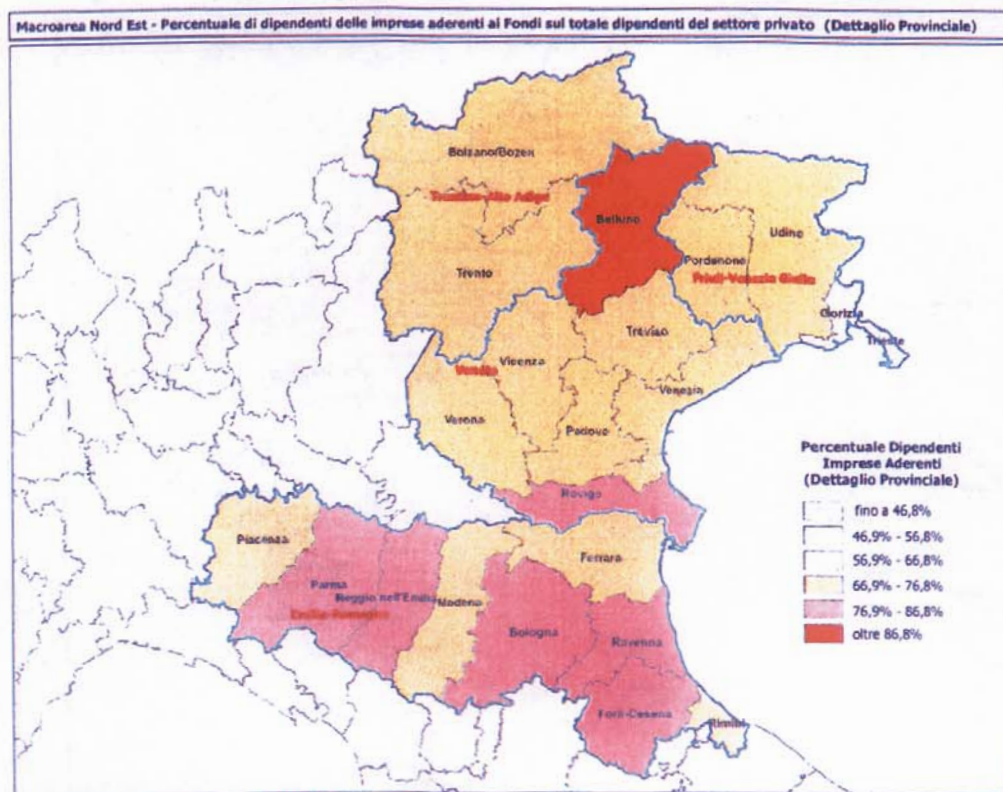 Macroarea Nord Est - Percentuale di dipendenti delle imprese aderenti ai Fondi sul totale dipendenti del settore privato (Dettaglio Provinciale)
Bolzano/Bozen
Trentino-Alto Adige
Belluno
Udine
Trento
Pordenone
Friuli-Venezia Giulia
Gorizia
Treviso
Trieste
Vicenza
Veneto
Venezia
Verona
Padova
Percentuale Dipendenti
Imprese Aderenti
(Dettaglio Provinciale)
fino a 46,8%
46,9% - 56,8%
56,9% - 66,8%
66,9% - 76,8%
76,9% - 86,8%
oltre 86,8%
Rovigo
Piacenza
Ferrara
Parma
Reggio nell'Emilia
Modena
Emilia-Romagna
Bologna
Ravenna
Forlì-Cesena
Rimini